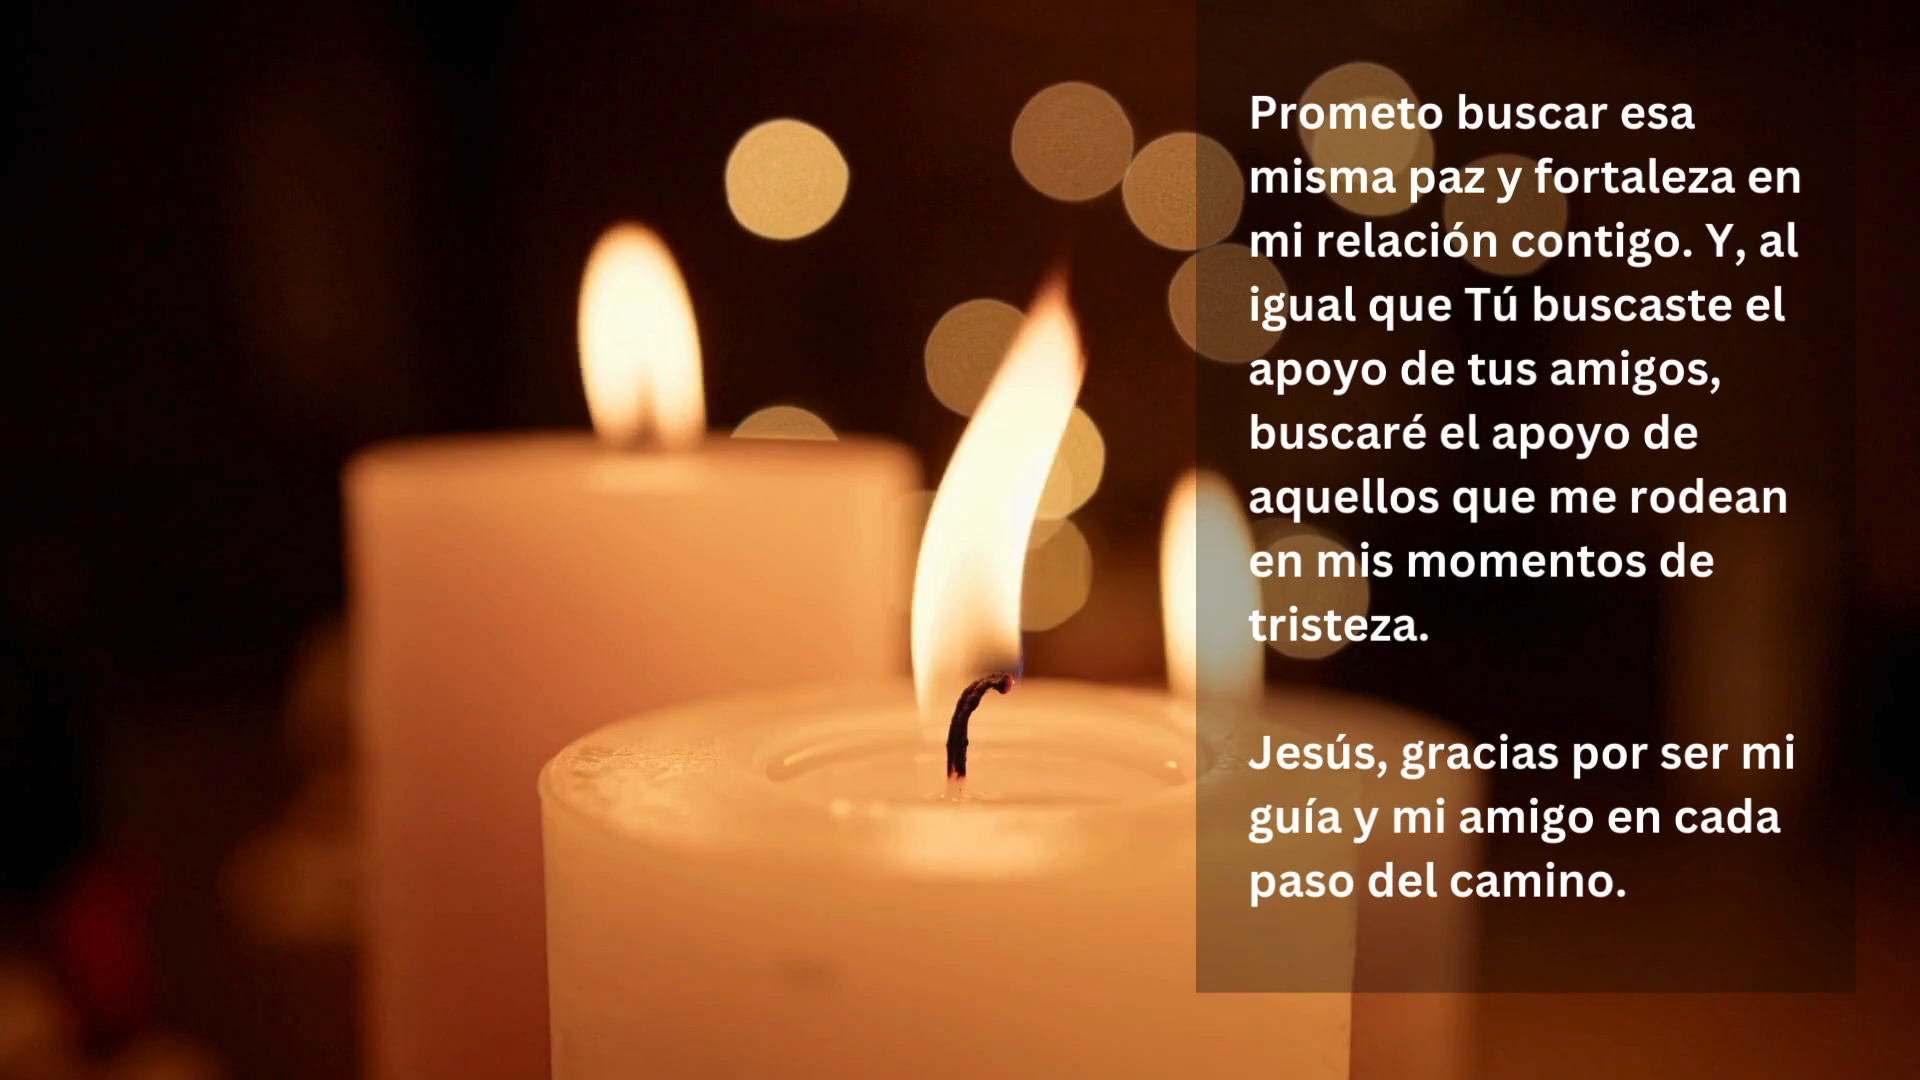 Prometo buscar esa
misma paz y fortaleza en
mi relación contigo. Y, al
igual que Tú buscaste el
apoyo de tus amigos,
buscaré el apoyo de
aquellos que me rodean
en mis momentos de
tristeza.
Jesús, gracias por ser mi
guía y mi amigo en cada
paso del camino.